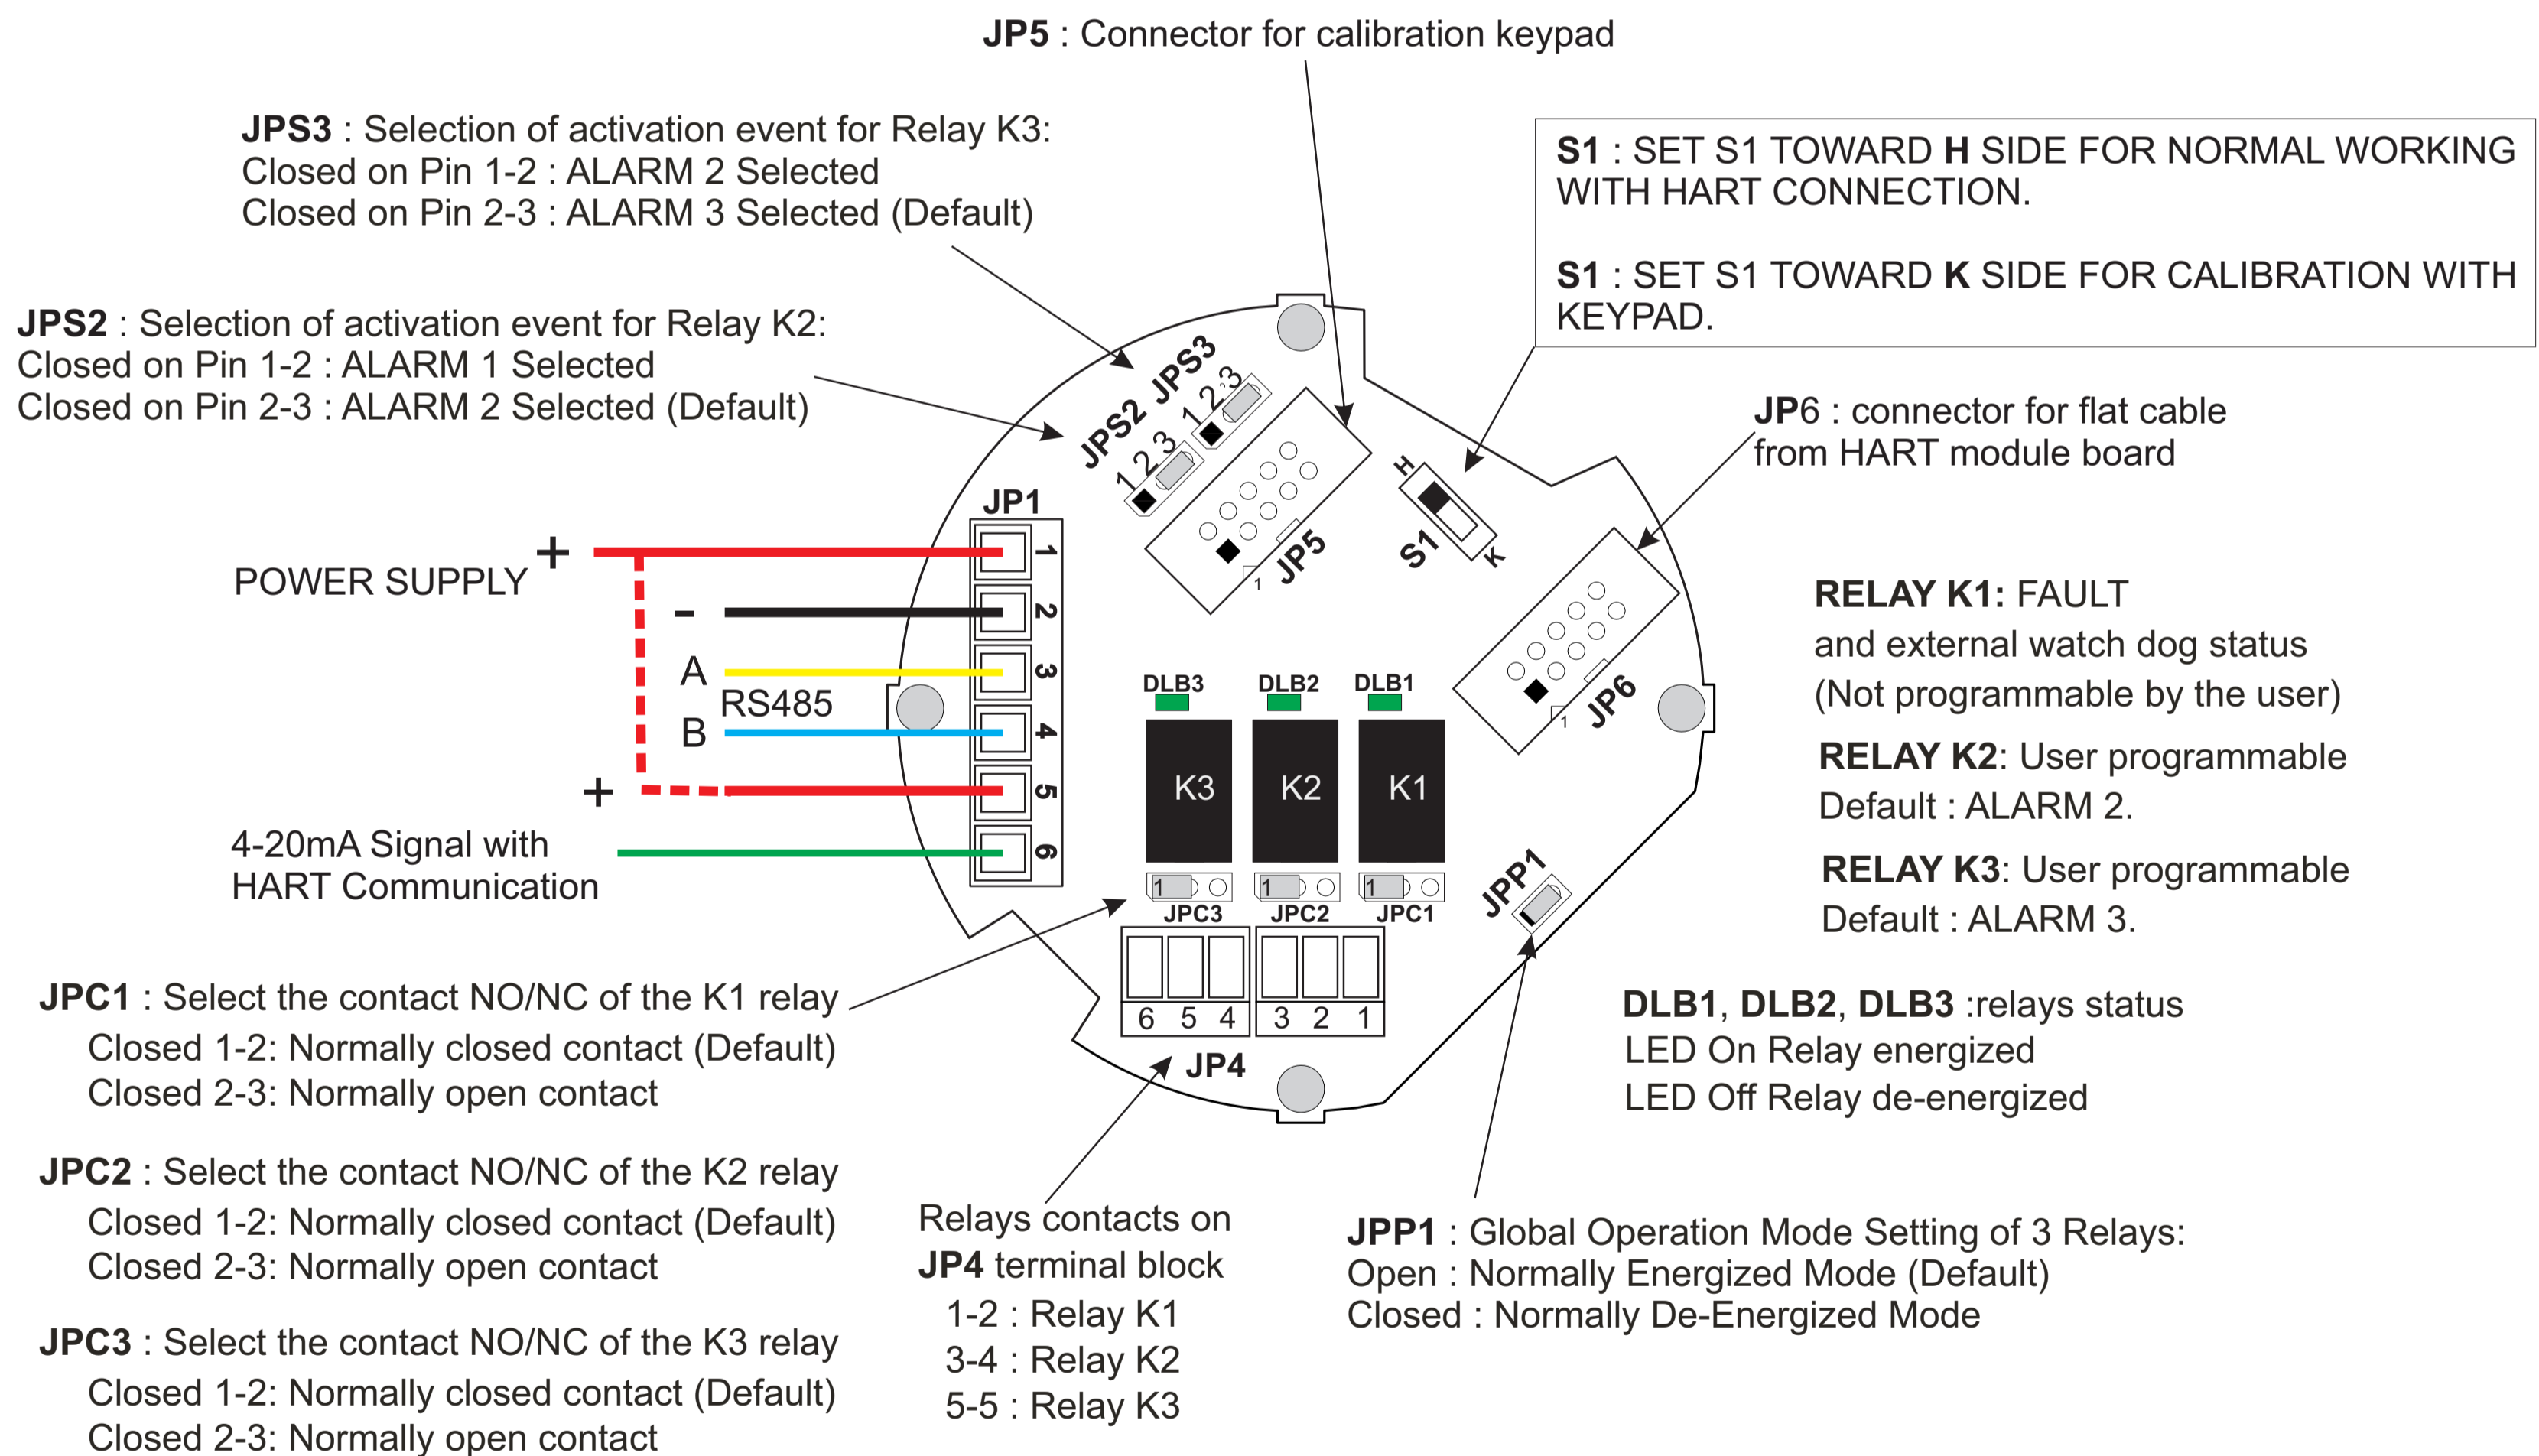 JP5 : Connector for calibration keypad
JPS3 : Selection of activation event for Relay K3:
Closed on Pin 1-2 : ALARM 2 Selected
Closed on Pin 2-3 : ALARM 3 Selected (Default)
S1 : SET S1 TOWARD H SIDE FOR NORMAL WORKING
WITH HART CONNECTION.
S1 : SET S1 TOWARD K SIDE FOR CALIBRATION WITH
KEYPAD.
JPS2 : Selection of activation event for Relay K2:
Closed on Pin 1-2 : ALARM 1 Selected
Closed on Pin 2-3 : ALARM 2 Selected (Default)
JP6 : connector for flat cable
from HART module board
JPS3
1 2 3
JPS2
1 2 3
JP5
1
H
S1
K
JP6
1
JP1
1
2
3
4
5
6
POWER SUPPLY
+
-
A
RS485
B
+
4-20mA Signal with
HART Communication
DLB3 DLB2 DLB1
K3 K2 K1
1 1 1
JPC3 JPC2 JPC1
JPP1
6 5 4 3 2 1
JP4
RELAY K1: FAULT
and external watch dog status
(Not programmable by the user)
RELAY K2: User programmable
Default : ALARM 2.
RELAY K3: User programmable
Default : ALARM 3.
DLB1, DLB2, DLB3 :relays status
LED On Relay energized
LED Off Relay de-energized
JPC1 : Select the contact NO/NC of the K1 relay
Closed 1-2: Normally closed contact (Default)
Closed 2-3: Normally open contact
JPC2 : Select the contact NO/NC of the K2 relay
Closed 1-2: Normally closed contact (Default)
Closed 2-3: Normally open contact
JPC3 : Select the contact NO/NC of the K3 relay
Closed 1-2: Normally closed contact (Default)
Closed 2-3: Normally open contact
Relays contacts on
JP4 terminal block
1-2 : Relay K1
3-4 : Relay K2
5-5 : Relay K3
JPP1 : Global Operation Mode Setting of 3 Relays:
Open : Normally Energized Mode (Default)
Closed : Normally De-Energized Mode